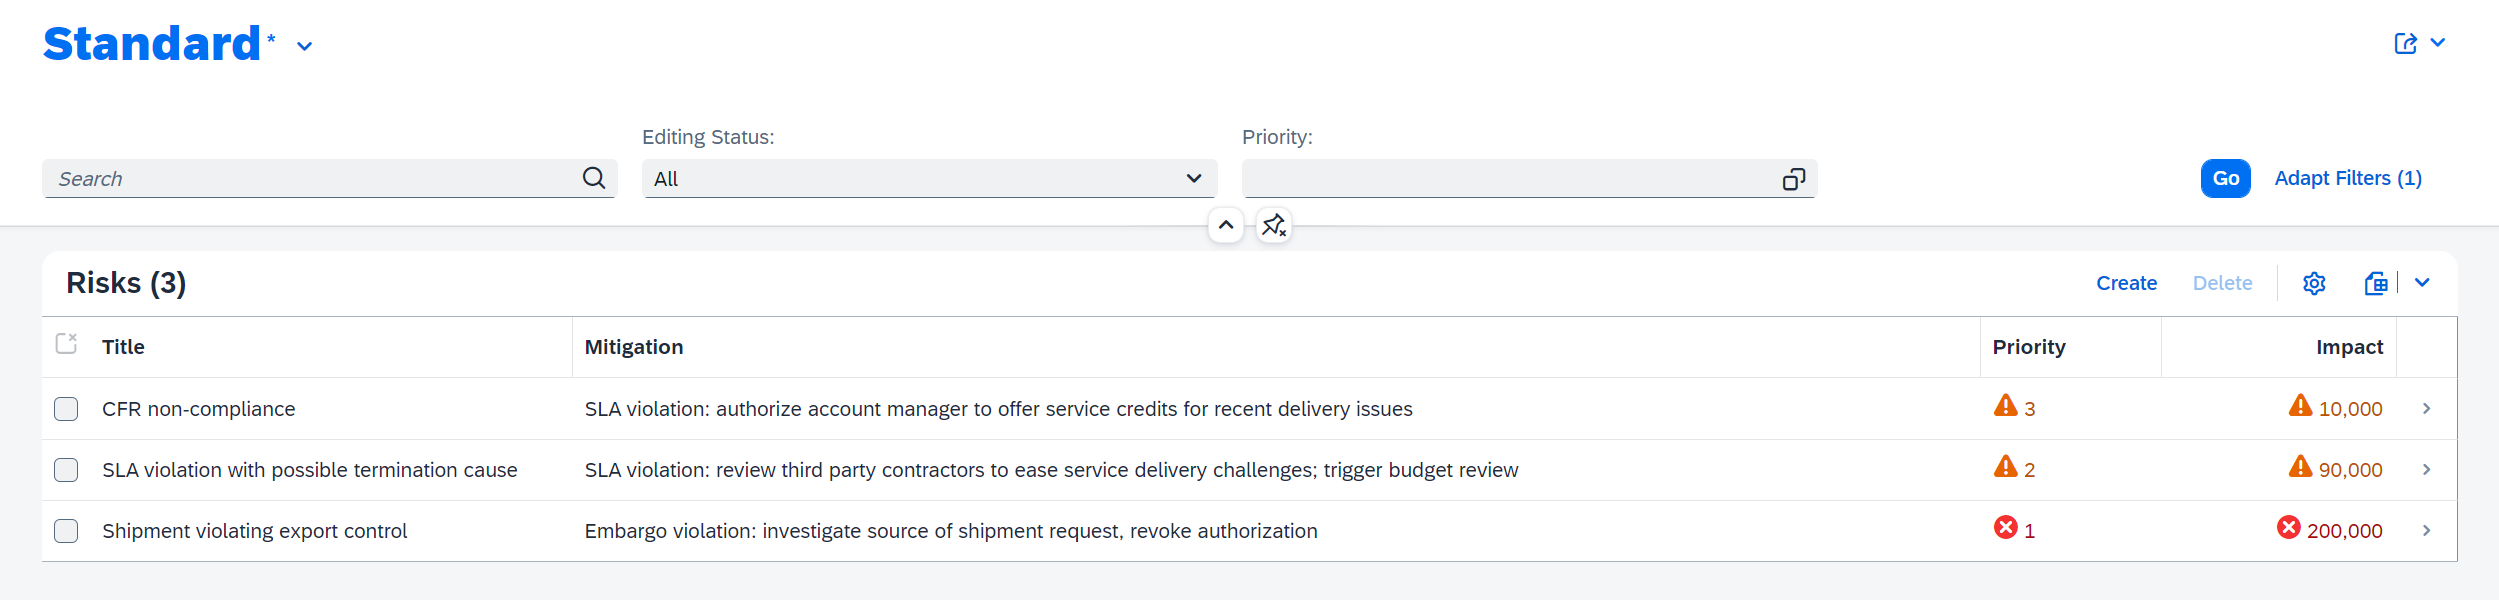 Standard*
Editing Status:
Priority:
Search
All
Go
Adapt Filters (1)
Risks (3)
Create
Delete
Title
Mitigation
Priority
Impact
CFR non-compliance
SLA violation: authorize account manager to offer service credits for recent delivery issues
3
10,000
SLA violation with possible termination cause
SLA violation: review third party contractors to ease service delivery challenges; trigger budget review
2
90,000
Shipment violating export control
Embargo violation: investigate source of shipment request, revoke authorization
1
200,000